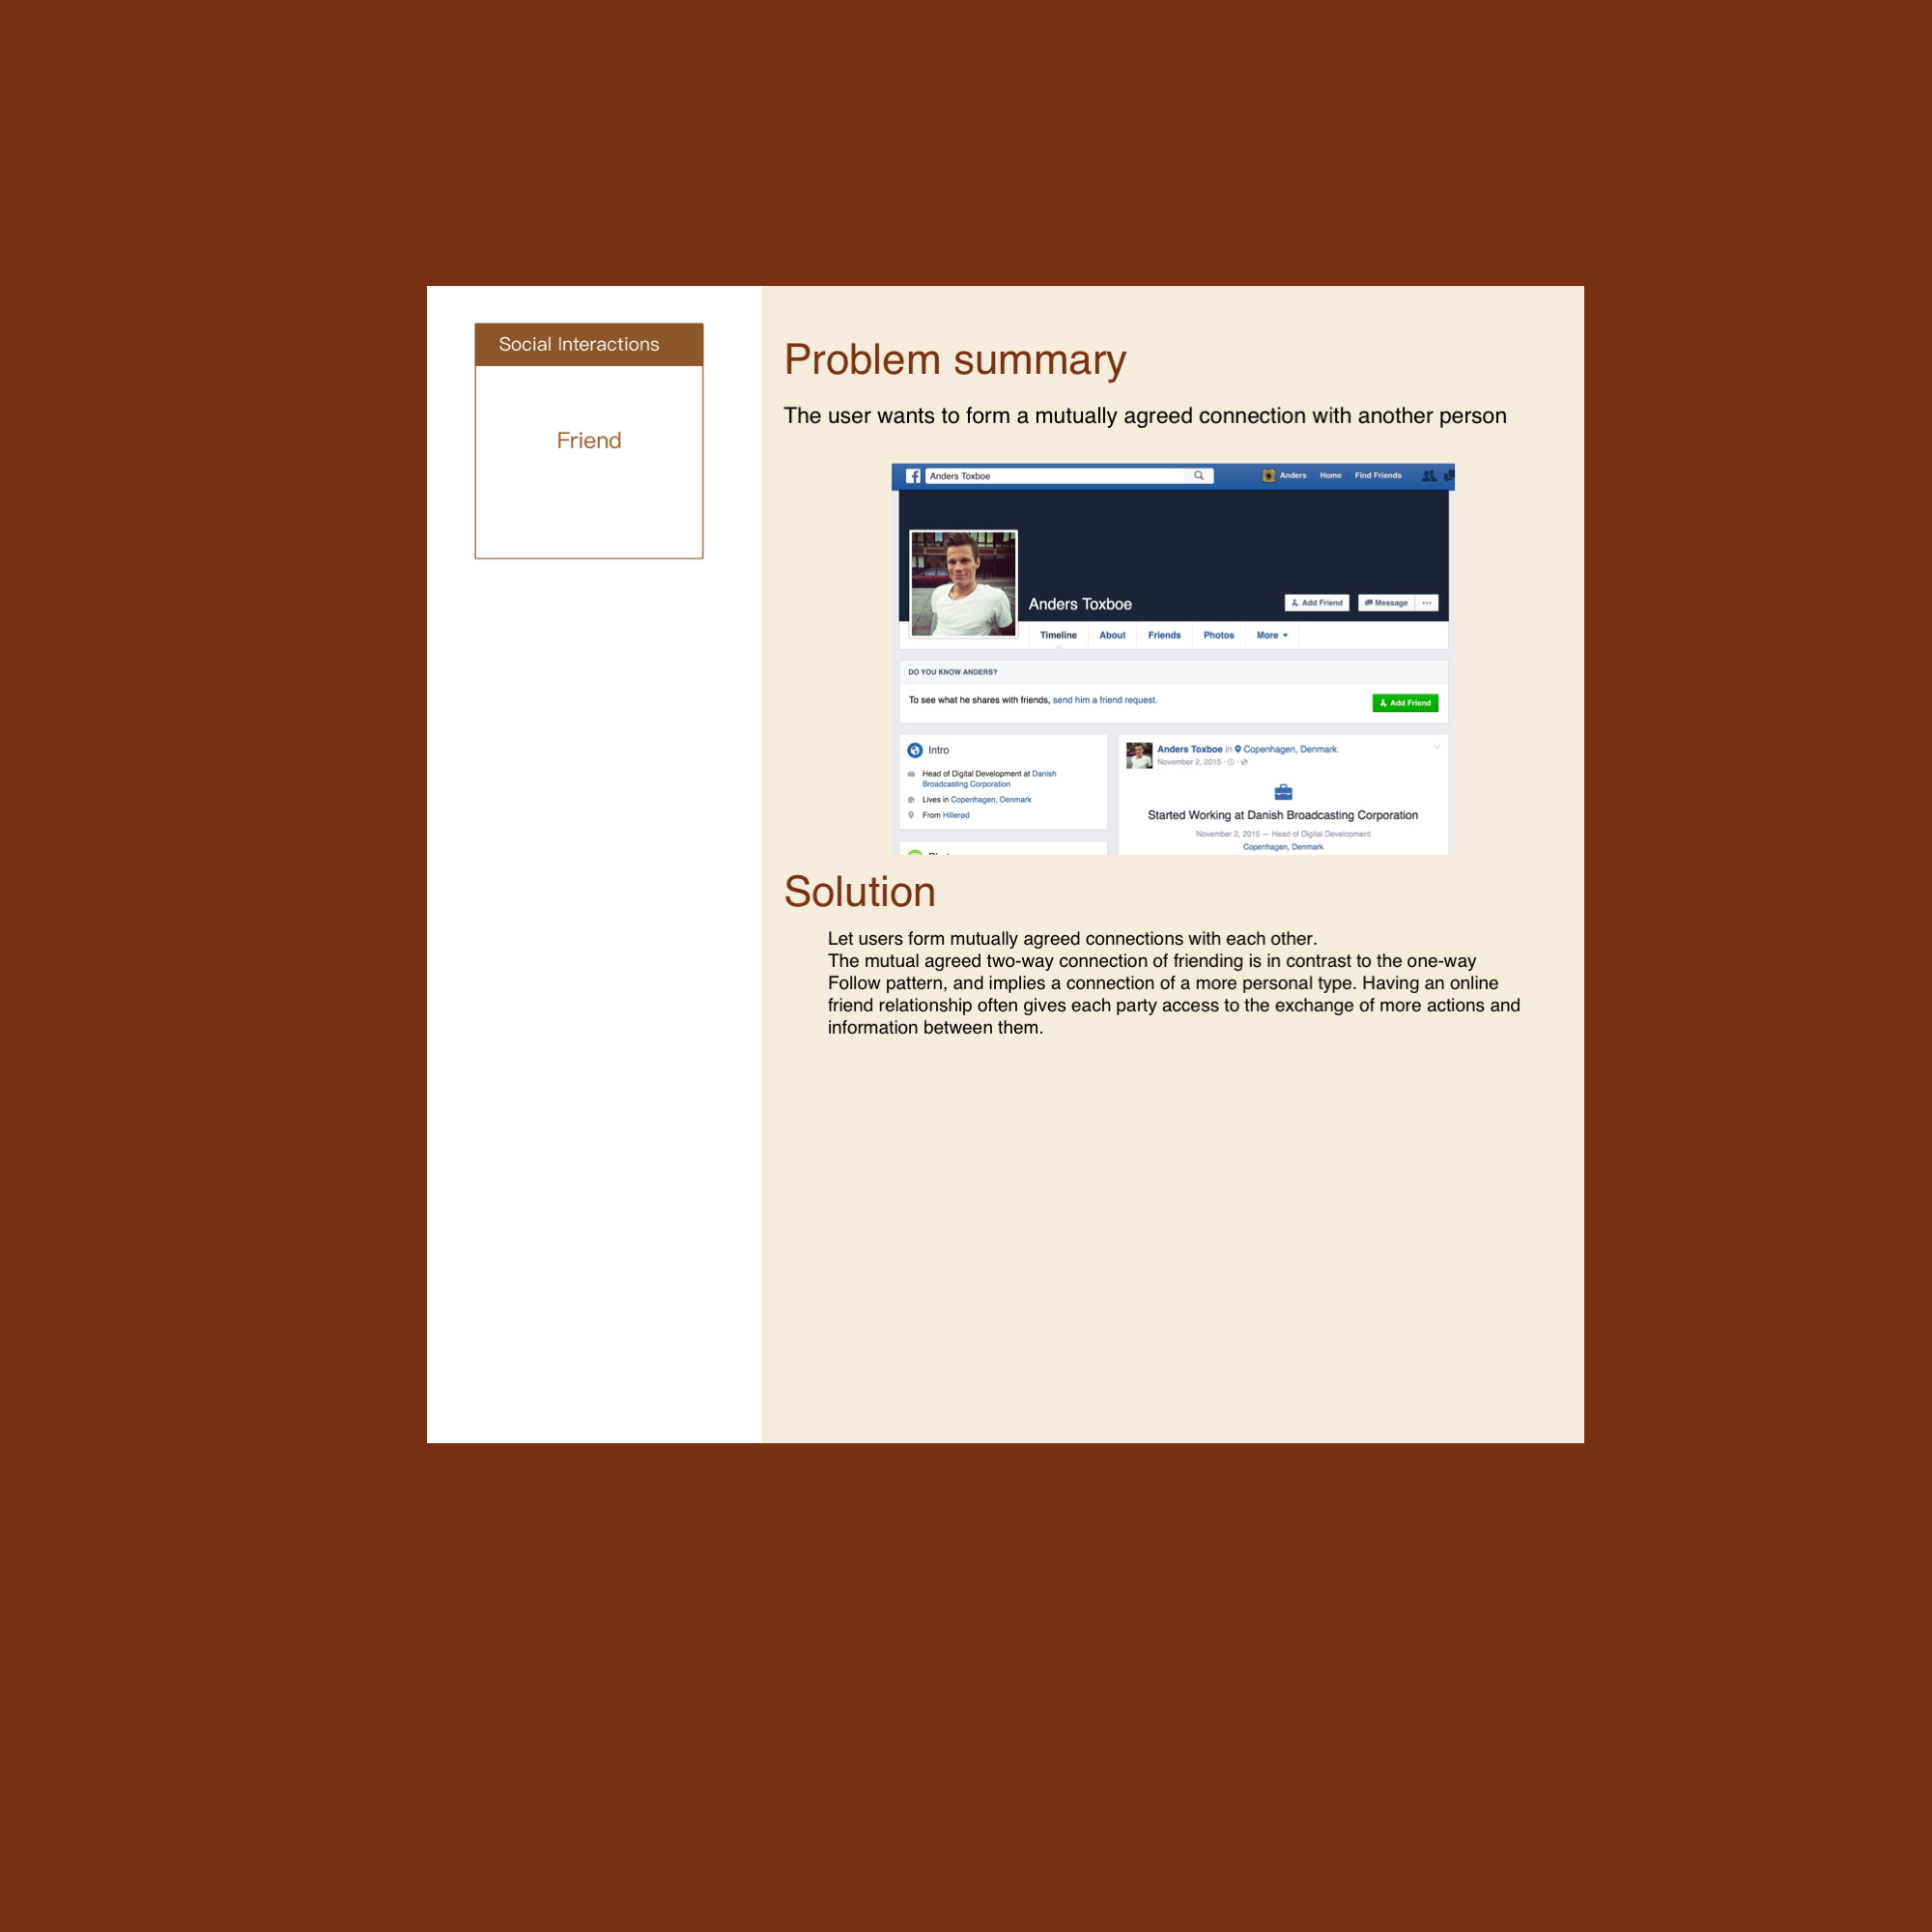 Social Interactions
Friend
Problem summary
The user wants to form a mutually agreed connection with another person
Anders Toxboe
Anders Home Find Friends
Anders Toxboe
Add Friend Message ...
Timeline About Friends Photos More
DO YOU KNOW ANDERS?
To see what he shares with friends, send him a friend request.
Add Friend
Intro
Head of Digital Development at Danish
Broadcasting Corporation
Lives in Copenhagen, Denmark
From Hillerød
Anders Toxboe in Copenhagen, Denmark.
November 2, 2015 · ·
Started Working at Danish Broadcasting Corporation
November 2, 2015 — Head of Digital Development
Copenhagen, Denmark
Solution
Let users form mutually agreed connections with each other.
The mutual agreed two-way connection of friending is in contrast to the one-way
Follow pattern, and implies a connection of a more personal type. Having an online
friend relationship often gives each party access to the exchange of more actions and
information between them.